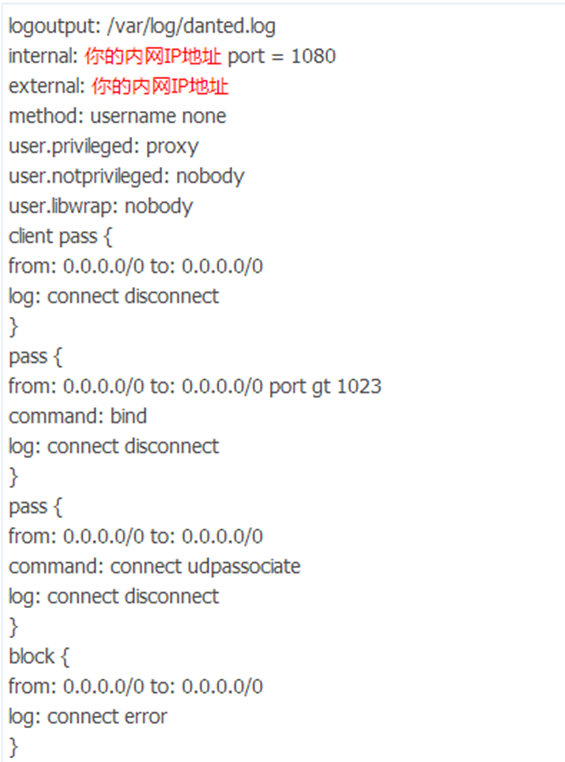 logoutput: /var/log/danted.log
internal: 你的内网IP地址 port = 1080
external: 你的内网IP地址
method: username none
user.privileged: proxy
user.notprivileged: nobody
user.libwrap: nobody
client pass {
from: 0.0.0.0/0 to: 0.0.0.0/0
log: connect disconnect
}
pass {
from: 0.0.0.0/0 to: 0.0.0.0/0 port gt 1023
command: bind
log: connect disconnect
}
pass {
from: 0.0.0.0/0 to: 0.0.0.0/0
command: connect udpassociate
log: connect disconnect
}
block {
from: 0.0.0.0/0 to: 0.0.0.0/0
log: connect error
}